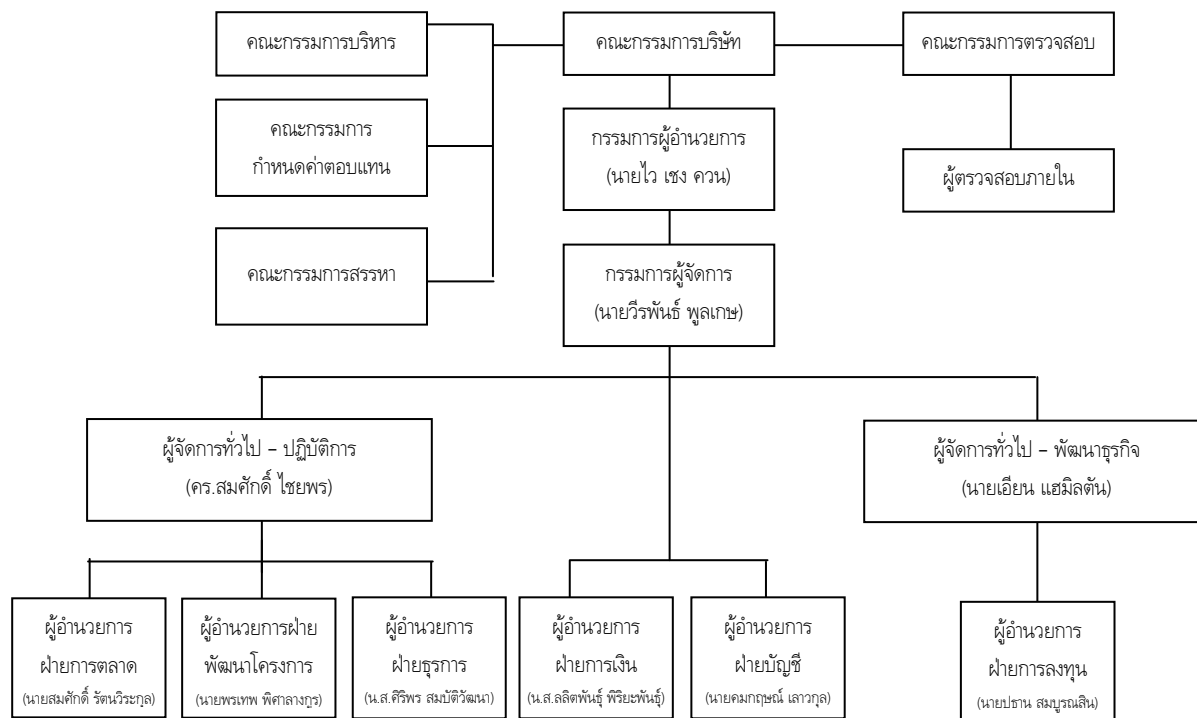 คณะกรรมการบริหาร
คณะกรรมการบริษัท
คณะกรรมการตรวจสอบ
คณะกรรมการ
กำหนดค่าตอบแทน
กรรมการผู้อำนวยการ
(นายไว เชง ควน)
ผู้ตรวจสอบภายใน
คณะกรรมการสรรหา
กรรมการผู้จัดการ
(นายวีรพันธ์ พูลเกษ)
ผู้จัดการทั่วไป – ปฏิบัติการ
(ดร.สมศักดิ์ ไชยพร)
ผู้จัดการทั่วไป – พัฒนาธุรกิจ
(นายเอียน แฮมิลตัน)
ผู้อำนวยการ
ฝ่ายการตลาด
(นายสมศักดิ์ รัตนวิระกุล)
ผู้อำนวยการฝ่าย
พัฒนาโครงการ
(นายพรเทพ พิศาลางกูร)
ผู้อำนวยการ
ฝ่ายธุรการ
(น.ส.ศิริพร สมบัติวัฒนา)
ผู้อำนวยการ
ฝ่ายการเงิน
(น.ส.ลลิตพันธุ์ พิริยะพันธุ์)
ผู้อำนวยการ
ฝ่ายบัญชี
(นายคมกฤษณ์ เลาวกุล)
ผู้อำนวยการ
ฝ่ายการลงทุน
(นายปธาน สมบูรณสิน)